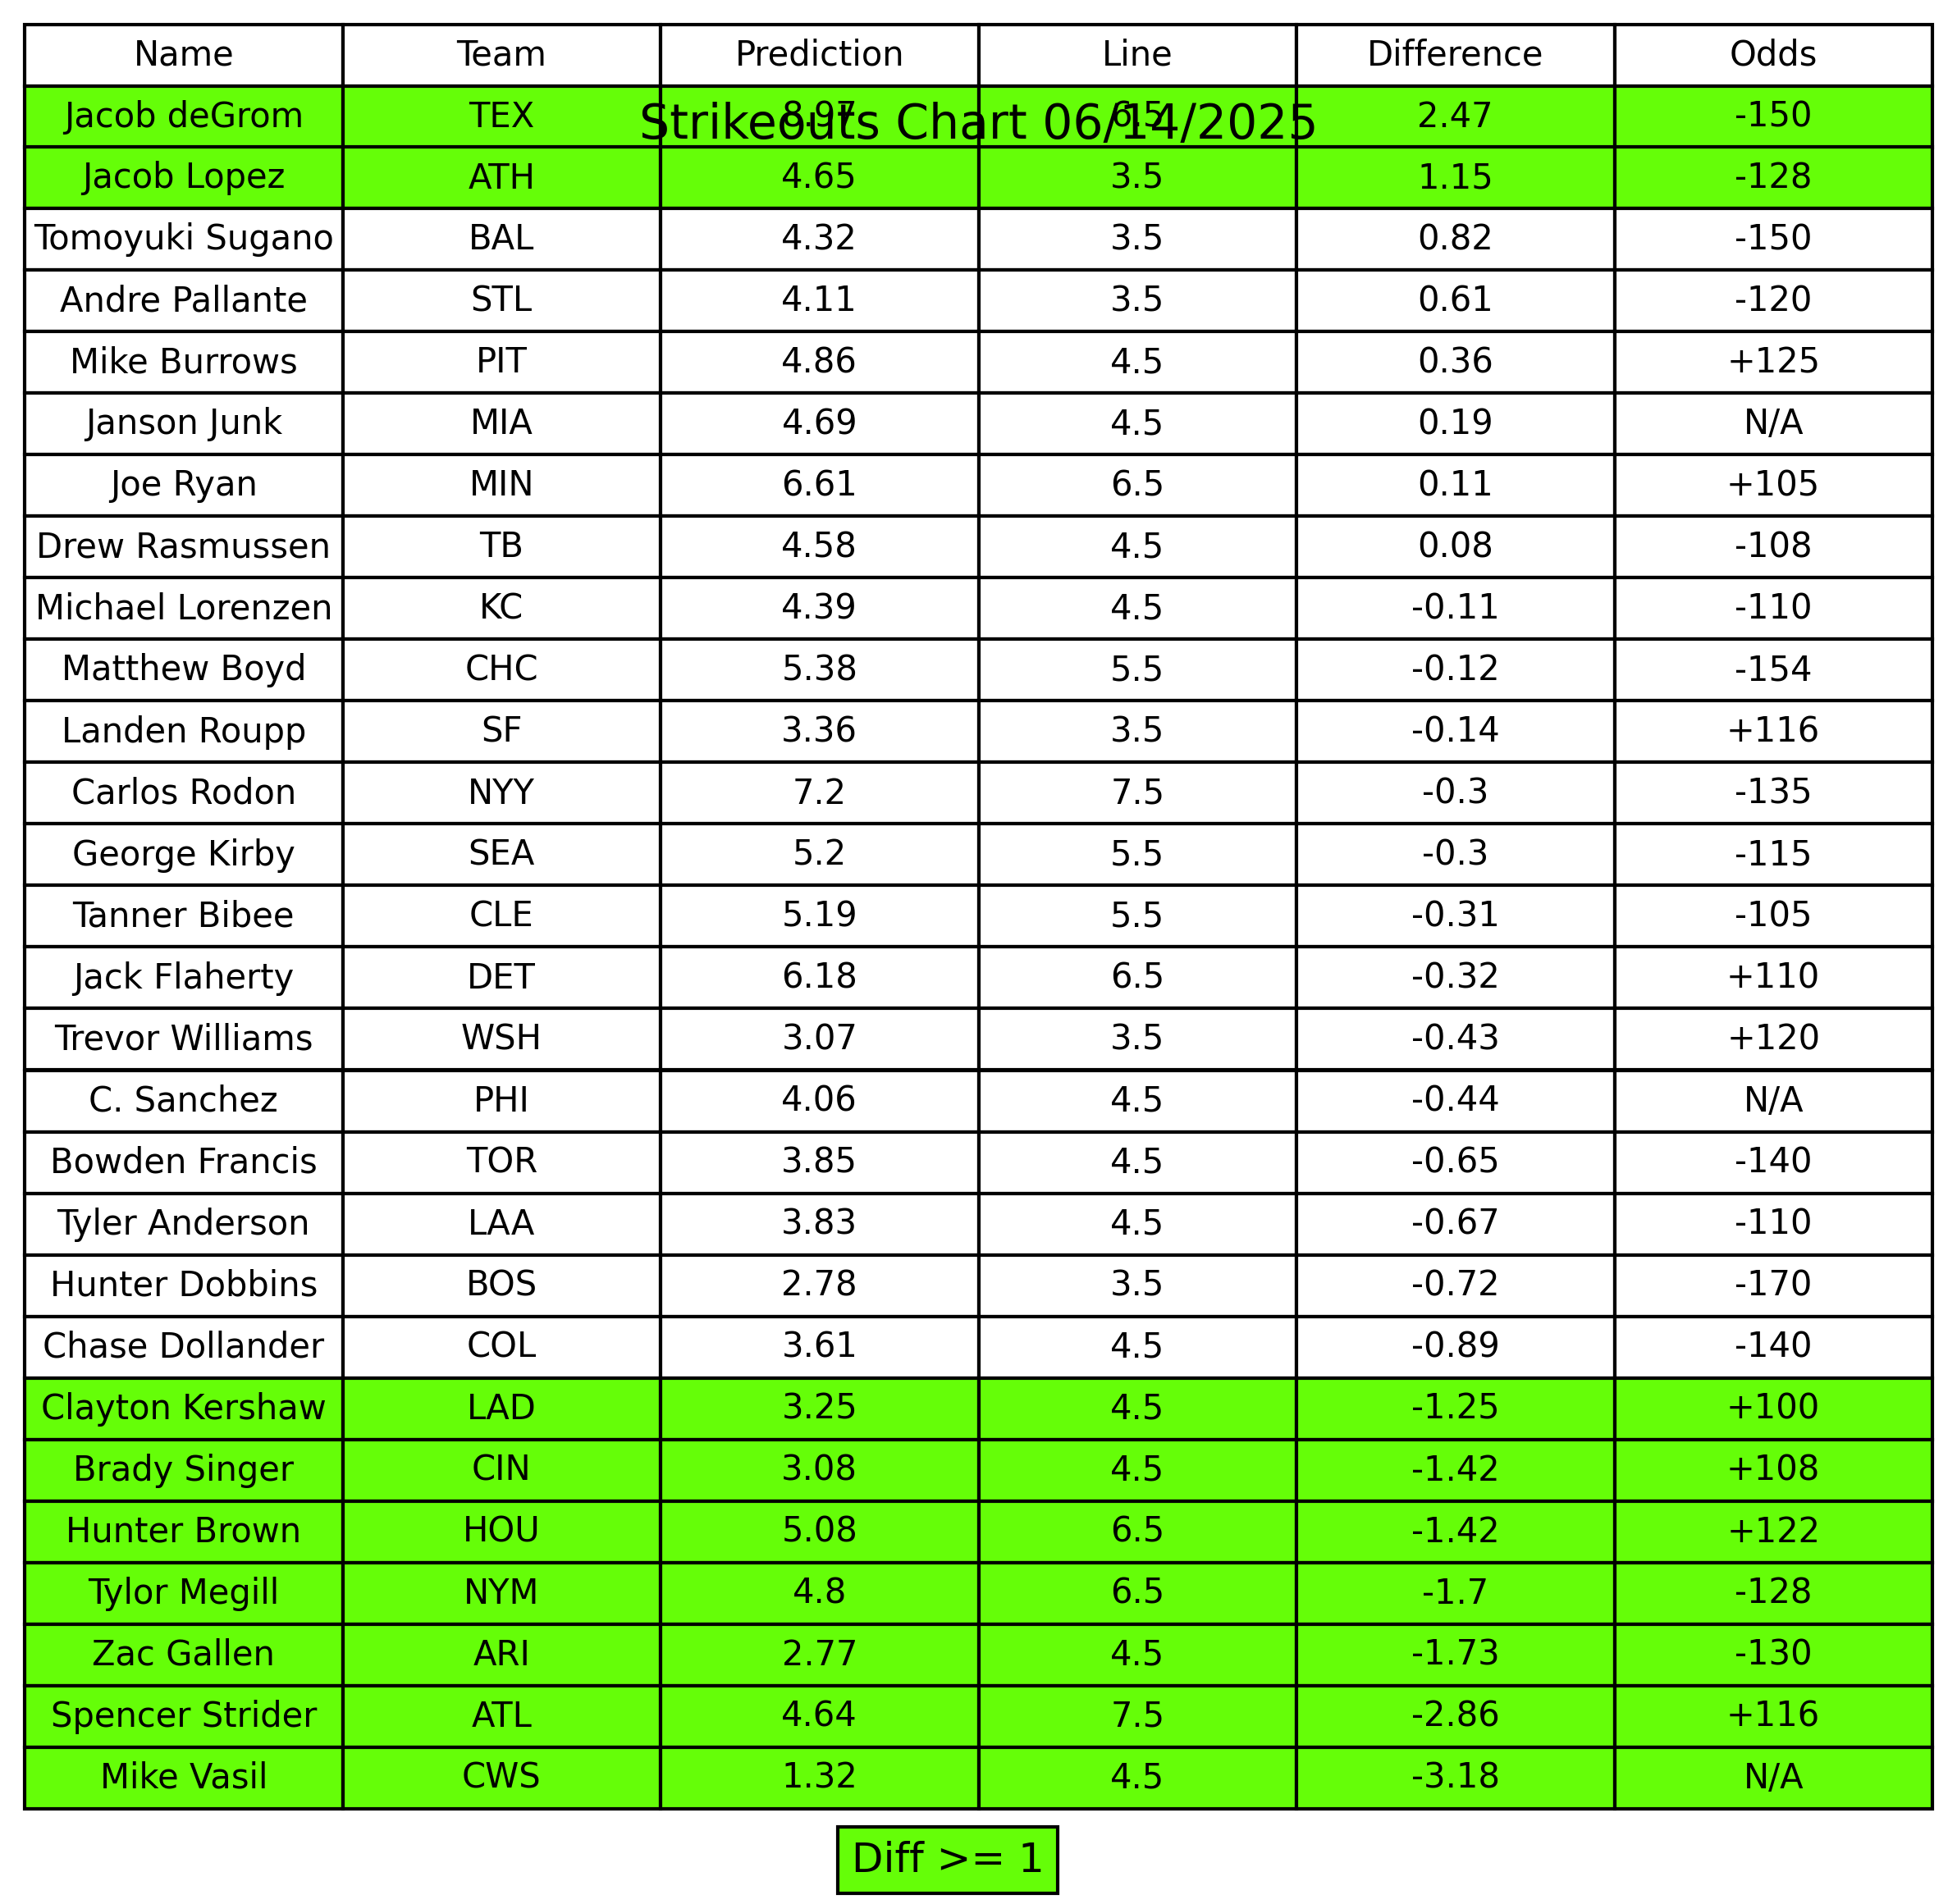 Name Team Prediction Line Difference Odds
Strikeouts Chart 06/14/2025
Jacob deGrom TEX 8.97 6.5 2.47 -150
Jacob Lopez ATH 4.65 3.5 1.15 -128
Tomoyuki Sugano BAL 4.32 3.5 0.82 -150
Andre Pallante STL 4.11 3.5 0.61 -120
Mike Burrows PIT 4.86 4.5 0.36 +125
Janson Junk MIA 4.69 4.5 0.19 N/A
Joe Ryan MIN 6.61 6.5 0.11 +105
Drew Rasmussen TB 4.58 4.5 0.08 -108
Michael Lorenzen KC 4.39 4.5 -0.11 -110
Matthew Boyd CHC 5.38 5.5 -0.12 -154
Landen Roupp SF 3.36 3.5 -0.14 +116
Carlos Rodon NYY 7.2 7.5 -0.3 -135
George Kirby SEA 5.2 5.5 -0.3 -115
Tanner Bibee CLE 5.19 5.5 -0.31 -105
Jack Flaherty DET 6.18 6.5 -0.32 +110
Trevor Williams WSH 3.07 3.5 -0.43 +120
C. Sanchez PHI 4.06 4.5 -0.44 N/A
Bowden Francis TOR 3.85 4.5 -0.65 -140
Tyler Anderson LAA 3.83 4.5 -0.67 -110
Hunter Dobbins BOS 2.78 3.5 -0.72 -170
Chase Dollander COL 3.61 4.5 -0.89 -140
Clayton Kershaw LAD 3.25 4.5 -1.25 +100
Brady Singer CIN 3.08 4.5 -1.42 +108
Hunter Brown HOU 5.08 6.5 -1.42 +122
Tylor Megill NYM 4.8 6.5 -1.7 -128
Zac Gallen ARI 2.77 4.5 -1.73 -130
Spencer Strider ATL 4.64 7.5 -2.86 +116
Mike Vasil CWS 1.32 4.5 -3.18 N/A
Diff >= 1